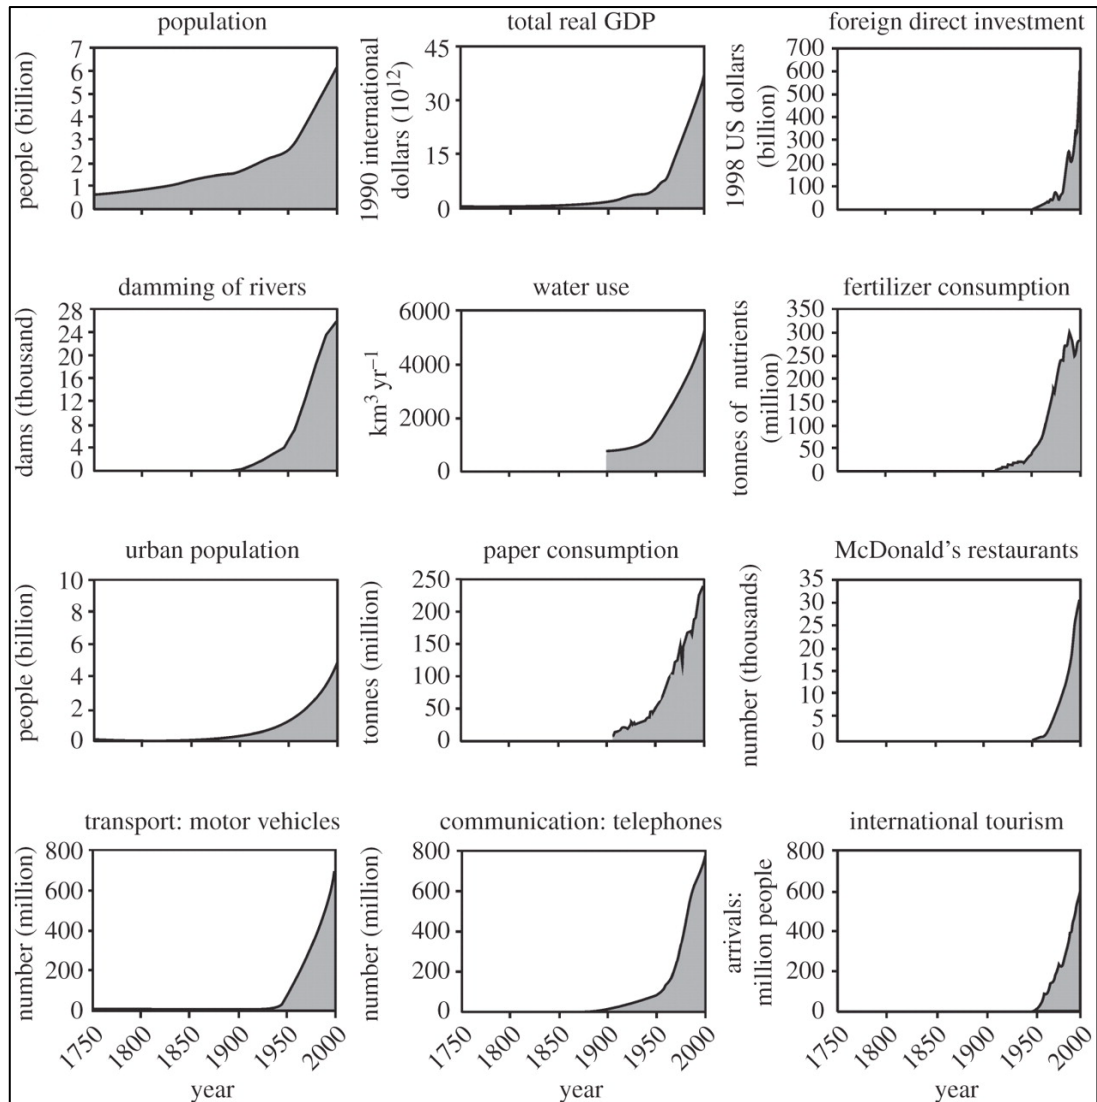 population
people (billion)
7
6
5
4
3
2
1
0
total real GDP
1990 international
dollars (10¹²)
45
30
15
0
foreign direct investment
1998 US dollars
(billion)
700
600
500
400
300
200
100
0
damming of rivers
dams (thousand)
28
24
20
16
12
8
4
0
water use
km³ yr⁻¹
6000
4000
2000
0
fertilizer consumption
tonnes of nutrients
(million)
350
300
250
200
150
100
50
0
urban population
people (billion)
10
8
6
4
2
0
paper consumption
tonnes (million)
250
200
150
100
50
0
McDonald's restaurants
number (thousands)
35
30
25
20
15
10
5
0
transport: motor vehicles
number (million)
800
600
400
200
0
1750 1800 1850 1900 1950 2000
year
communication: telephones
number (million)
800
600
400
200
0
1750 1800 1850 1900 1950 2000
year
international tourism
arrivals:
million people
800
600
400
200
0
1750 1800 1850 1900 1950 2000
year